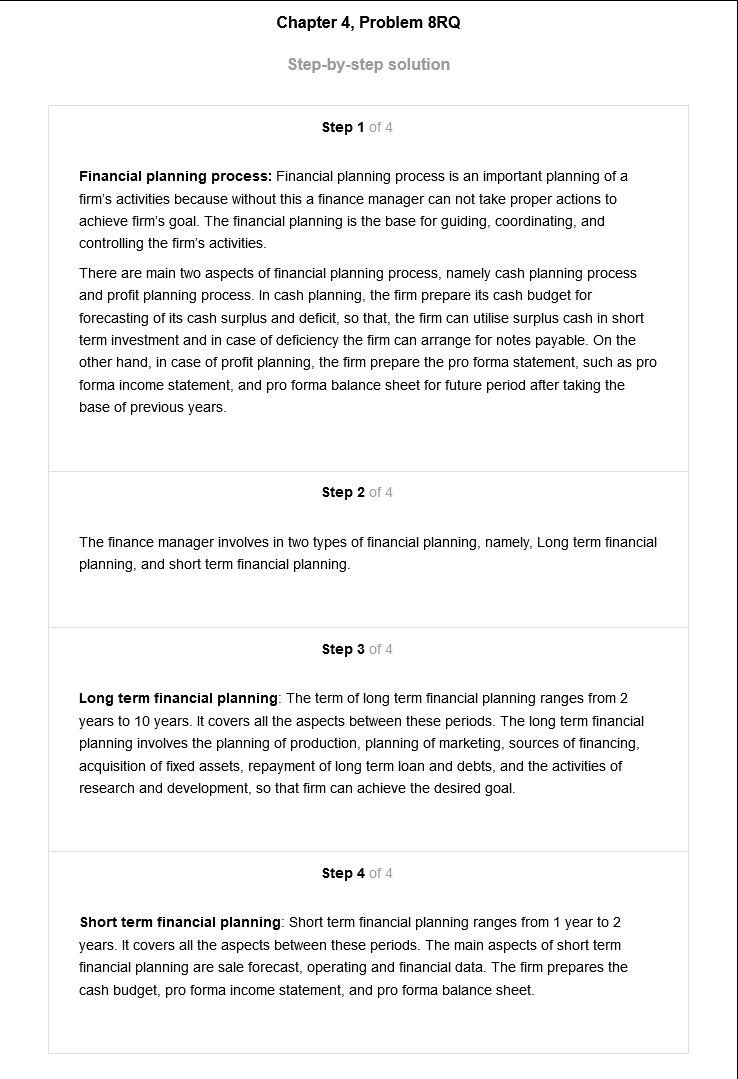 Chapter 4, Problem 8RQ
Step-by-step solution
Step 1 of 4
Financial planning process: Financial planning process is an important planning of a
firm's activities because without this a finance manager can not take proper actions to
achieve firm's goal. The financial planning is the base for guiding, coordinating, and
controlling the firm's activities.
There are main two aspects of financial planning process, namely cash planning process
and profit planning process. In cash planning, the firm prepare its cash budget for
forecasting of its cash surplus and deficit, so that, the firm can utilise surplus cash in short
term investment and in case of deficiency the firm can arrange for notes payable. On the
other hand, in case of profit planning, the firm prepare the pro forma statement, such as pro
forma income statement, and pro forma balance sheet for future period after taking the
base of previous years.
Step 2 of 4
The finance manager involves in two types of financial planning, namely, Long term financial
planning, and short term financial planning.
Step 3 of 4
Long term financial planning: The term of long term financial planning ranges from 2
years to 10 years. It covers all the aspects between these periods. The long term financial
planning involves the planning of production, planning of marketing, sources of financing,
acquisition of fixed assets, repayment of long term loan and debts, and the activities of
research and development, so that firm can achieve the desired goal.
Step 4 of 4
Short term financial planning: Short term financial planning ranges from 1 year to 2
years. It covers all the aspects between these periods. The main aspects of short term
financial planning are sale forecast, operating and financial data. The firm prepares the
cash budget, pro forma income statement, and pro forma balance sheet.